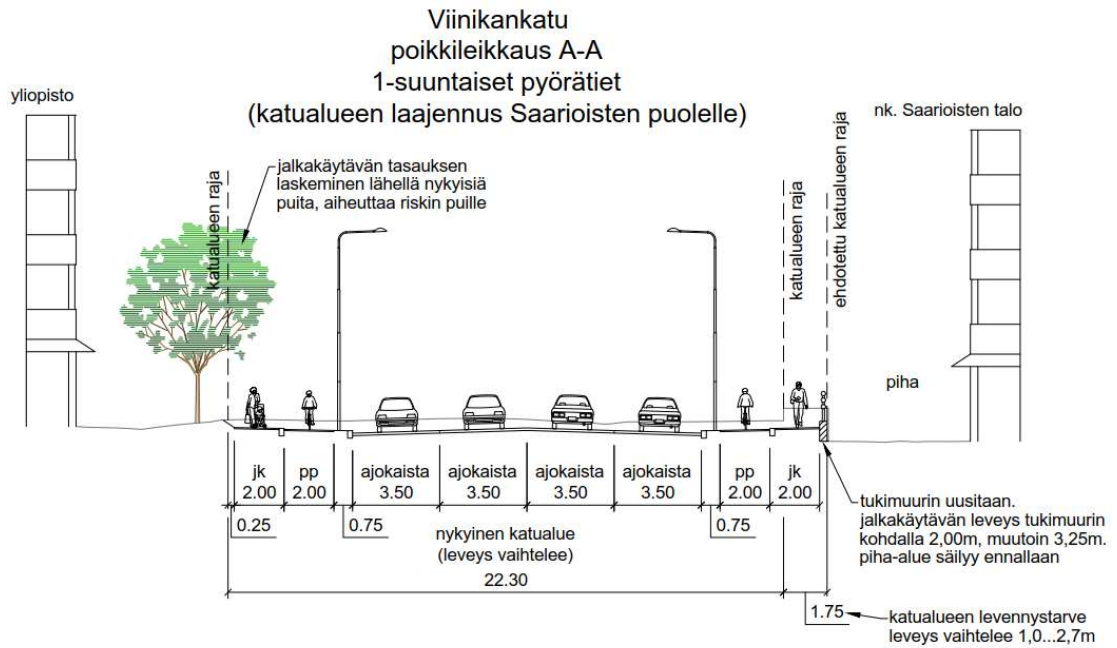 Viinikankatu
poikkileikkaus A-A
1-suuntaiset pyörätiet
(katualueen laajennus Saarioisten puolelle)
yliopisto
nk. Saarioisten talo
jalkakäytävän tasauksen
laskeminen lähellä nykyisiä
puita, aiheuttaa riskin puille
katualueen raja
katualueen raja
ehdotettu katualueen raja
piha
jk
pp
ajokaista
ajokaista
ajokaista
ajokaista
pp
jk
2.00
2.00
3.50
3.50
3.50
3.50
2.00
2.00
0.25
0.75
0.75
nykyinen katualue
(leveys vaihtelee)
22.30
tukimuurin uusitaan.
jalkakäytävän leveys tukimuurin
kohdalla 2,00m, muutoin 3,25m.
piha-alue säilyy ennallaan
1.75
katualueen levennystarve
leveys vaihtelee 1,0...2,7m